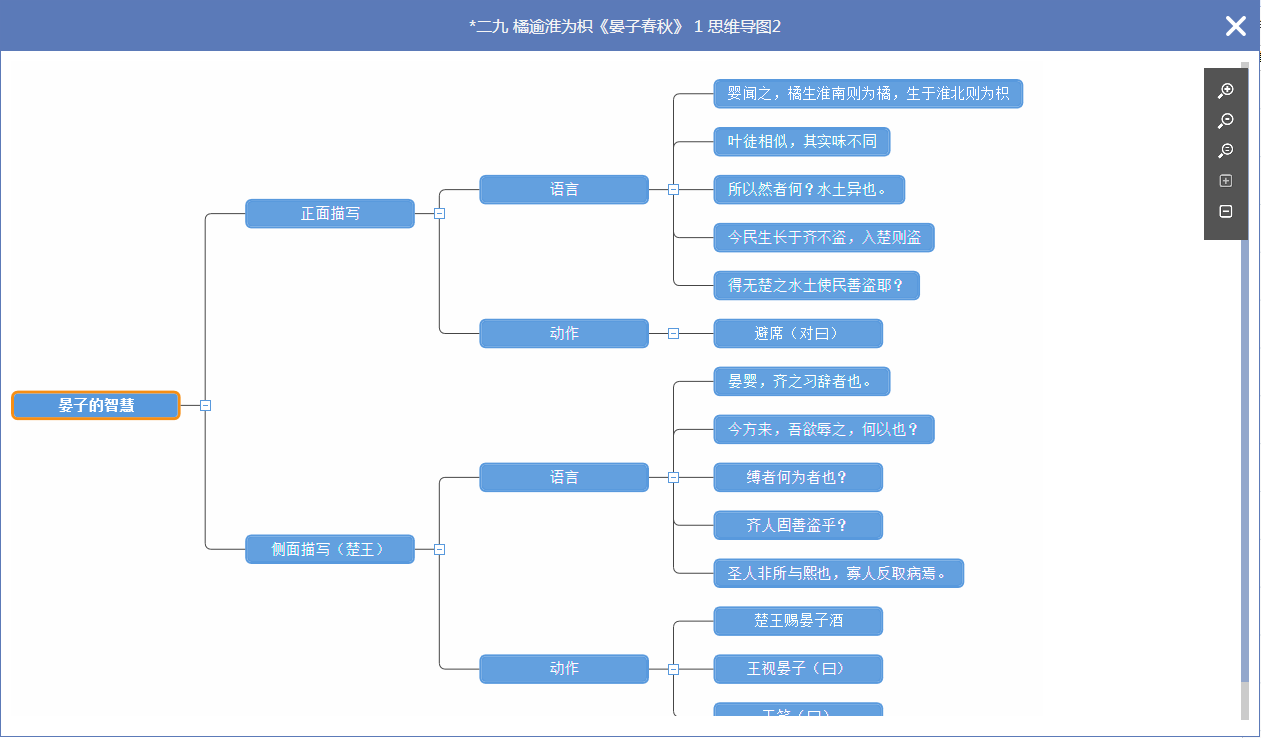 *二九 橘逾淮为枳《晏子春秋》 1 思维导图2
晏子的智慧
正面描写
语言
婴闻之，橘生淮南则为橘，生于淮北则为枳
叶徒相似，其实味不同
所以然者何？水土异也。
今民生长于齐不盗，入楚则盗
得无楚之水土使民善盗耶？
动作
避席（对曰）
侧面描写（楚王）
语言
晏婴，齐之习辞者也。
今方来，吾欲辱之，何以也？
缚者何为者也？
齐人固善盗乎？
圣人非所与熙也，寡人反取病焉。
动作
楚王赐晏子酒
王视晏子（曰）
王笑（曰）